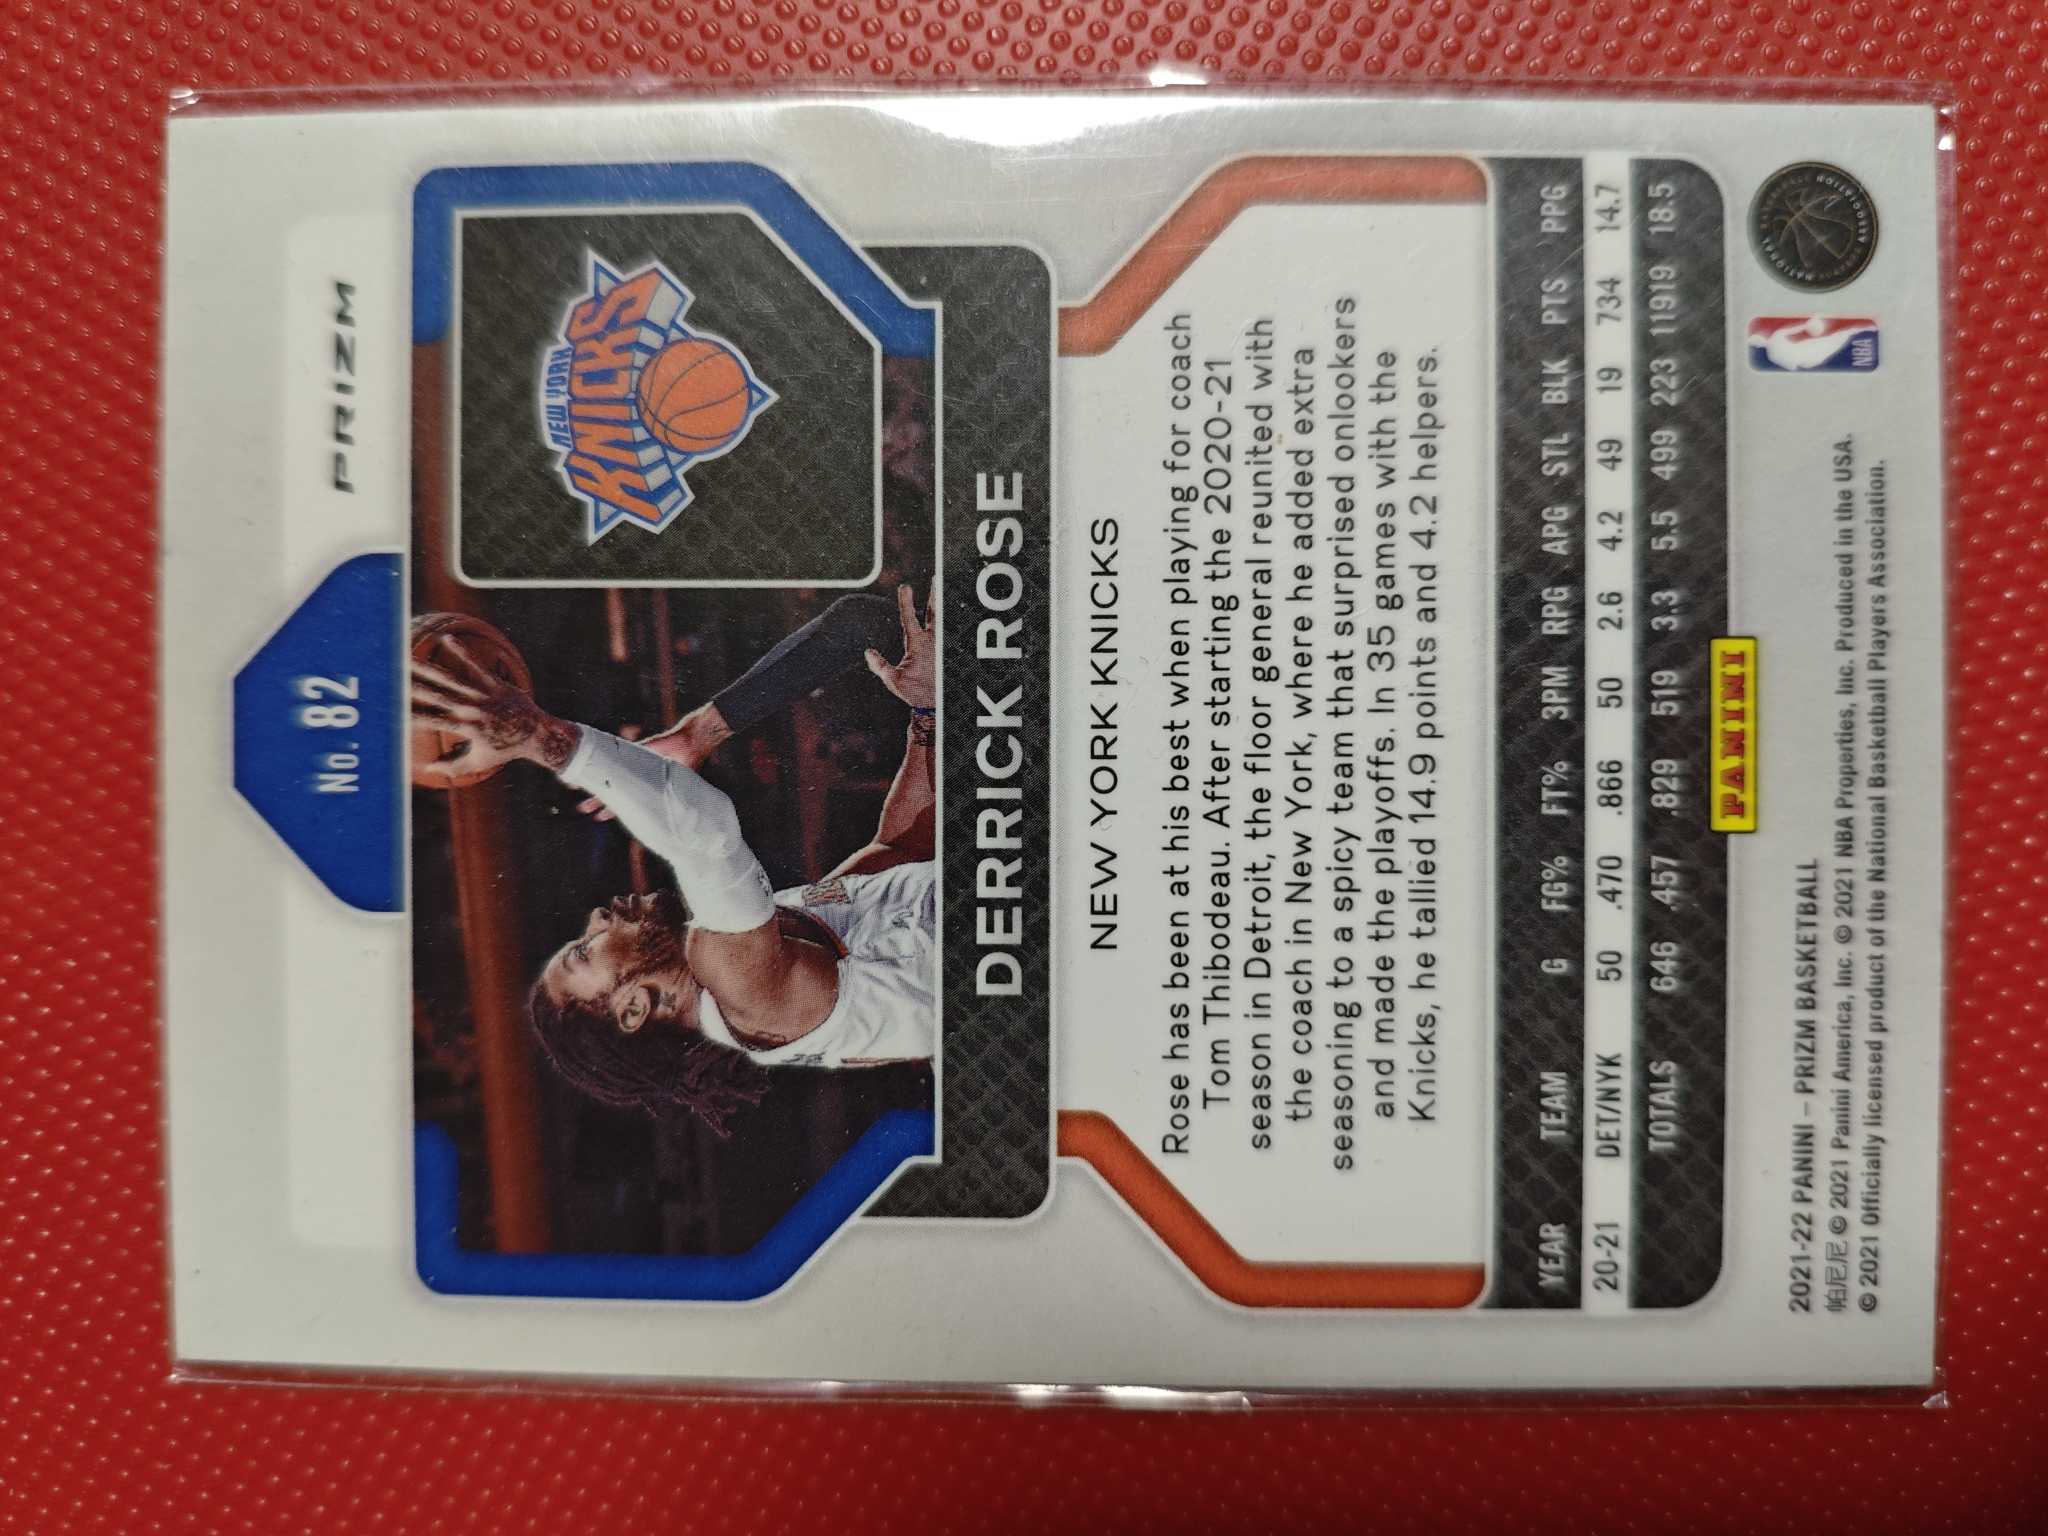 PRIZM
No. 82
NEW YORK
KNICKS
DERRICK ROSE
NEW YORK KNICKS
Rose has been at his best when playing for coach
Tom Thibodeau. After starting the 2020-21
season in Detroit, the floor general reunited with
the coach in New York, where he added extra
seasoning to a spicy team that surprised onlookers
and made the playoffs. In 35 games with the
Knicks, he tallied 14.9 points and 4.2 helpers.
YEAR TEAM G FG% FT% 3PM RPG APG STL BLK PTS PPG
20-21 DET/NYK 50 .470 .866 50 2.6 4.2 49 19 734 14.7
TOTALS 646 .457 .829 519 3.3 5.5 499 223 11919 18.5
PANINI
2021-22 PANINI – PRIZM BASKETBALL
帕尼尼 © 2021 Panini America, Inc. © 2021 NBA Properties, Inc. Produced in the USA.
© 2021 Officially licensed product of the National Basketball Players Association.
NBA
NATIONAL BASKETBALL PLAYERS ASSOCIATION